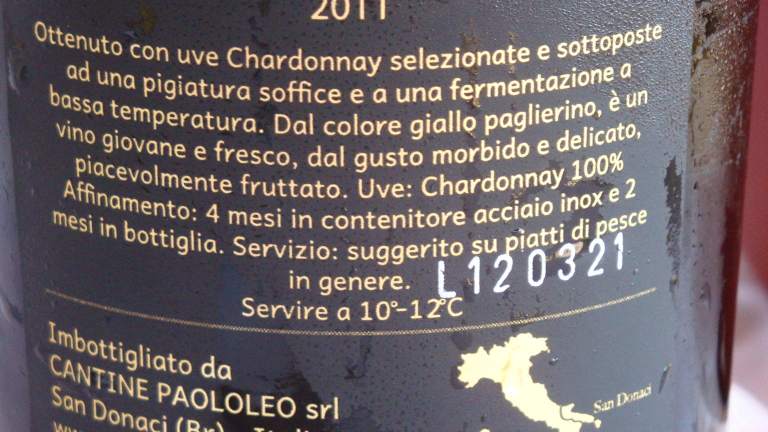 2011
Ottenuto con uve Chardonnay selezionate e sottoposte
ad una pigiatura soffice e a una fermentazione a
bassa temperatura. Dal colore giallo paglierino, è un
vino giovane e fresco, dal gusto morbido e delicato,
piacevolmente fruttato. Uve: Chardonnay 100%
Affinamento: 4 mesi in contenitore acciaio inox e 2
mesi in bottiglia. Servizio: suggerito su piatti di pesce
in genere.
L120321
Servire a 10°-12°C
Imbottigliato da
CANTINE PAOLOLEO srl
San Donaci (Br)
San Donaci